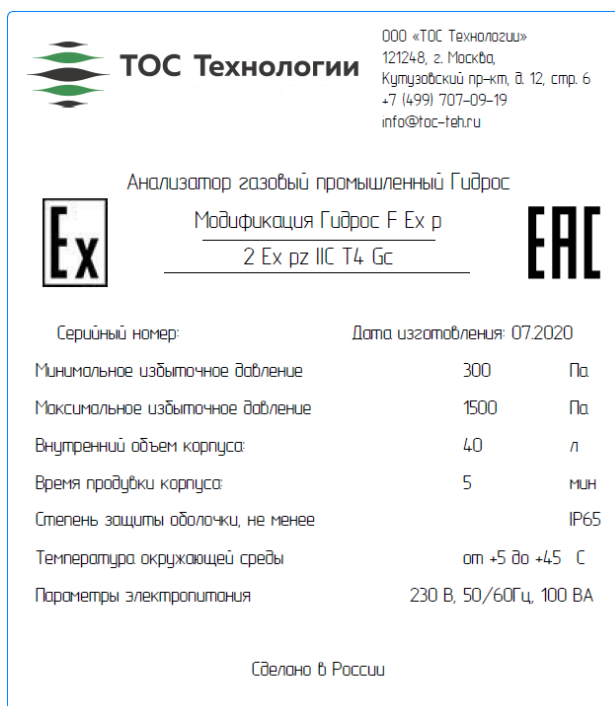 ТОС Технологии
ООО «ТОС Технологии»
121248, г. Москва,
Кутузовский пр-кт, д. 12, стр. 6
+7 (499) 707-09-19
info@toc-teh.ru
Анализатор газовый промышленный Гидрос
Ex
Модификация Гидрос F Ex p
2 Ex pz IIC T4 Gc
EAC
Серийный номер: Дата изготовления: 07.2020
Минимальное избыточное давление 300 Па
Максимальное избыточное давление 1500 Па
Внутренний объем корпуса: 40 л
Время продувки корпуса: 5 мин
Степень защиты оболочки, не менее IP65
Температура окружающей среды от +5 до +45 С
Параметры электропитания 230 В, 50/60Гц, 100 ВА
Сделано в России